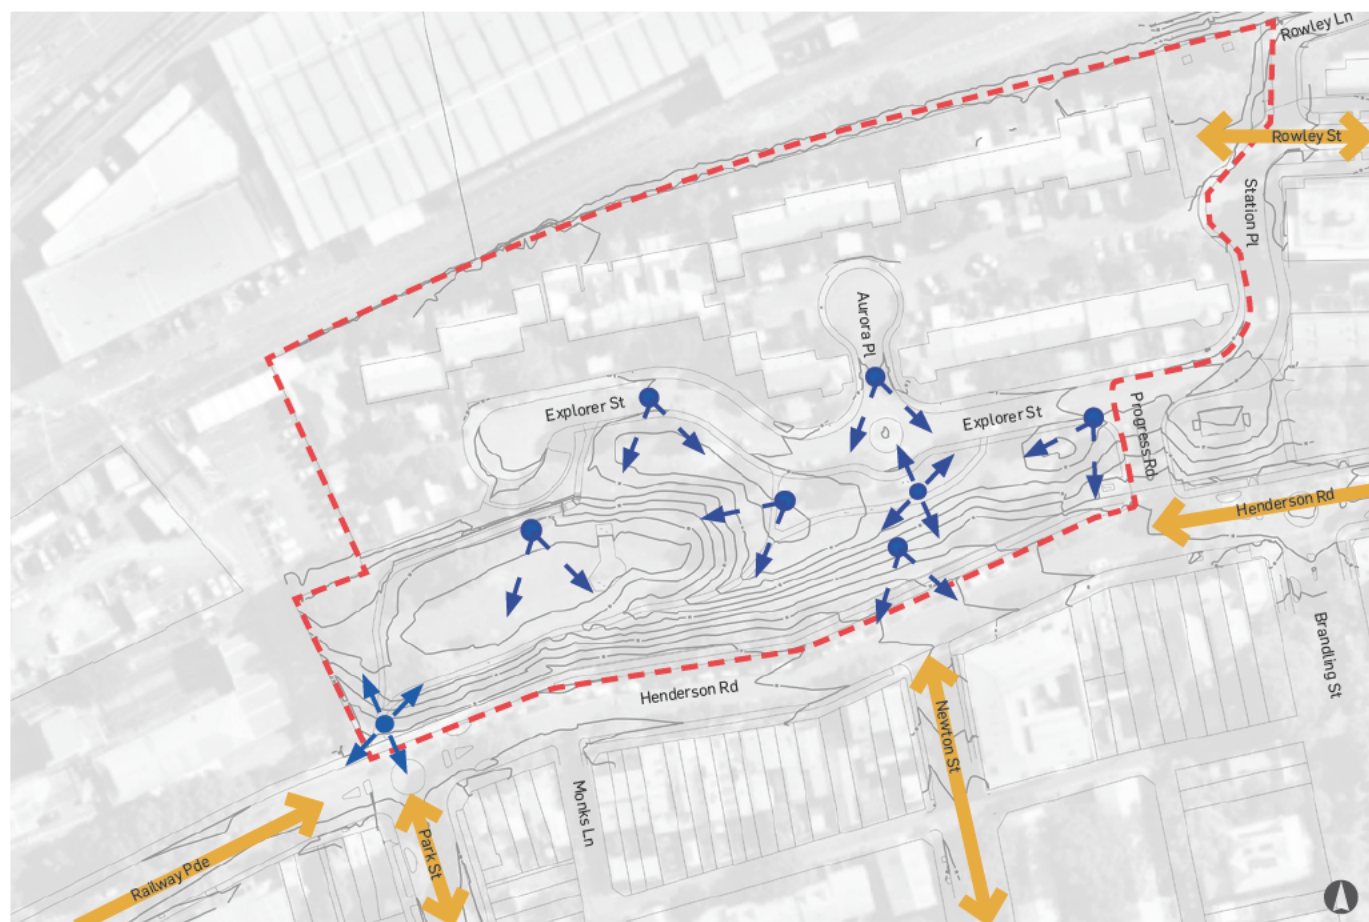 Rowley Ln
Rowley St
Station Pl
Aurora Pl
Explorer St
Explorer St
Progress Rd
Henderson Rd
Brandling St
Henderson Rd
Newton St
Monks Ln
Park St
Railway Pde